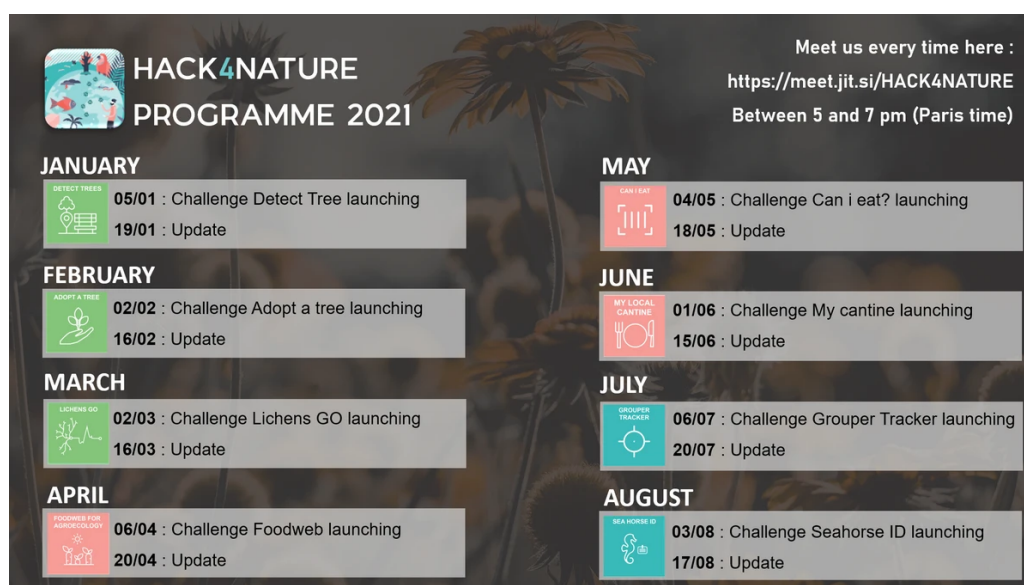 HACK4NATURE
PROGRAMME 2021
Meet us every time here :
https://meet.jit.si/HACK4NATURE
Between 5 and 7 pm (Paris time)
JANUARY
DETECT TREES
05/01 : Challenge Detect Tree launching
19/01 : Update
FEBRUARY
ADOPT A TREE
02/02 : Challenge Adopt a tree launching
16/02 : Update
MARCH
LICHENS GO
02/03 : Challenge Lichens GO launching
16/03 : Update
APRIL
FOODWEB FOR
AGROECOLOGY
06/04 : Challenge Foodweb launching
20/04 : Update
MAY
CAN I EAT
04/05 : Challenge Can i eat? launching
18/05 : Update
JUNE
MY LOCAL
CANTINE
01/06 : Challenge My cantine launching
15/06 : Update
JULY
GROUPER
TRACKER
06/07 : Challenge Grouper Tracker launching
20/07 : Update
AUGUST
SEA HORSE ID
03/08 : Challenge Seahorse ID launching
17/08 : Update